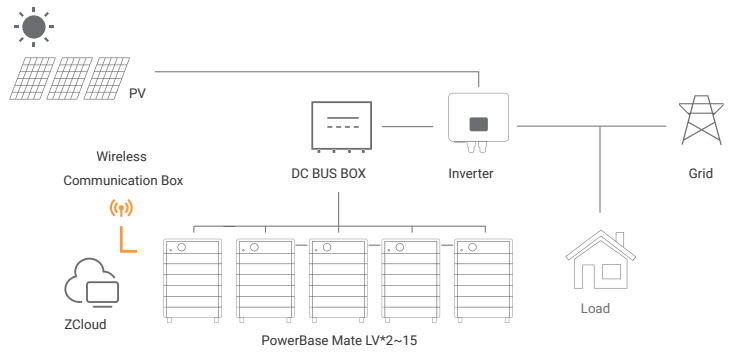 PV
Wireless
Communication Box
DC BUS BOX
Inverter
Grid
Load
ZCloud
PowerBase Mate LV*2~15